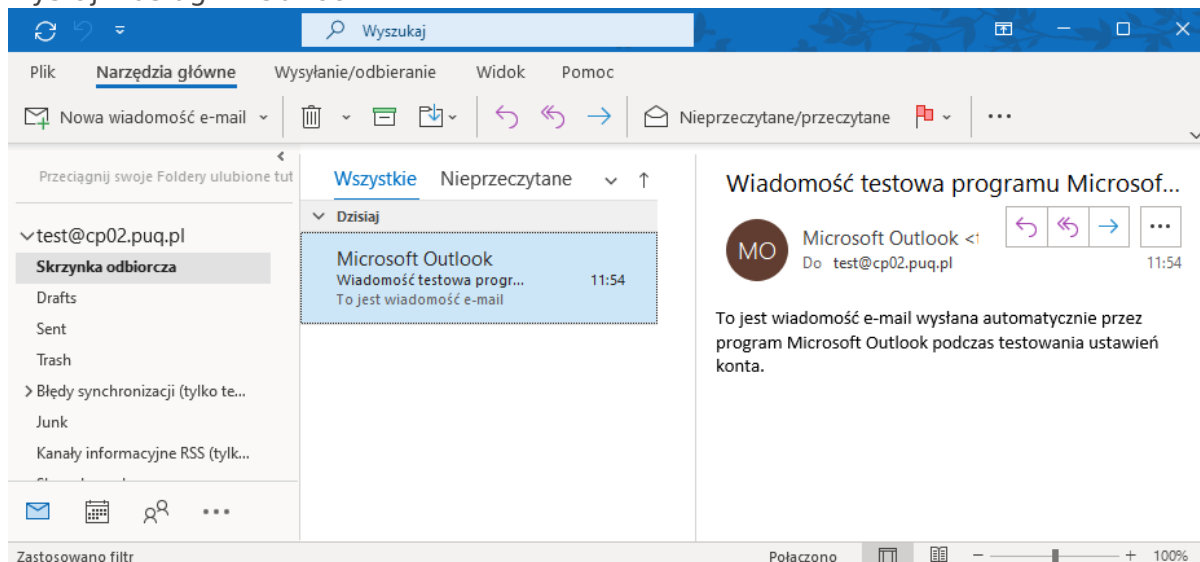 Wyszukaj
Plik Narzędzia główne Wysyłanie/odbieranie Widok Pomoc
Nowa wiadomość e-mail Nieprzeczytane/przeczytane
Przeciągnij swoje Foldery ulubione tut
test@cp02.puq.pl
Skrzynka odbiorcza
Drafts
Sent
Trash
Błędy synchronizacji (tylko te...
Junk
Kanały informacyjne RSS (tylk...
Wszystkie Nieprzeczytane
Dzisiaj
Microsoft Outlook
Wiadomość testowa progr... 11:54
To jest wiadomość e-mail
Wiadomość testowa programu Microsof...
MO
Microsoft Outlook <
Do test@cp02.puq.pl 11:54
To jest wiadomość e-mail wysłana automatycznie przez
program Microsoft Outlook podczas testowania ustawień
konta.
Zastosowano filtr Połączono 100%